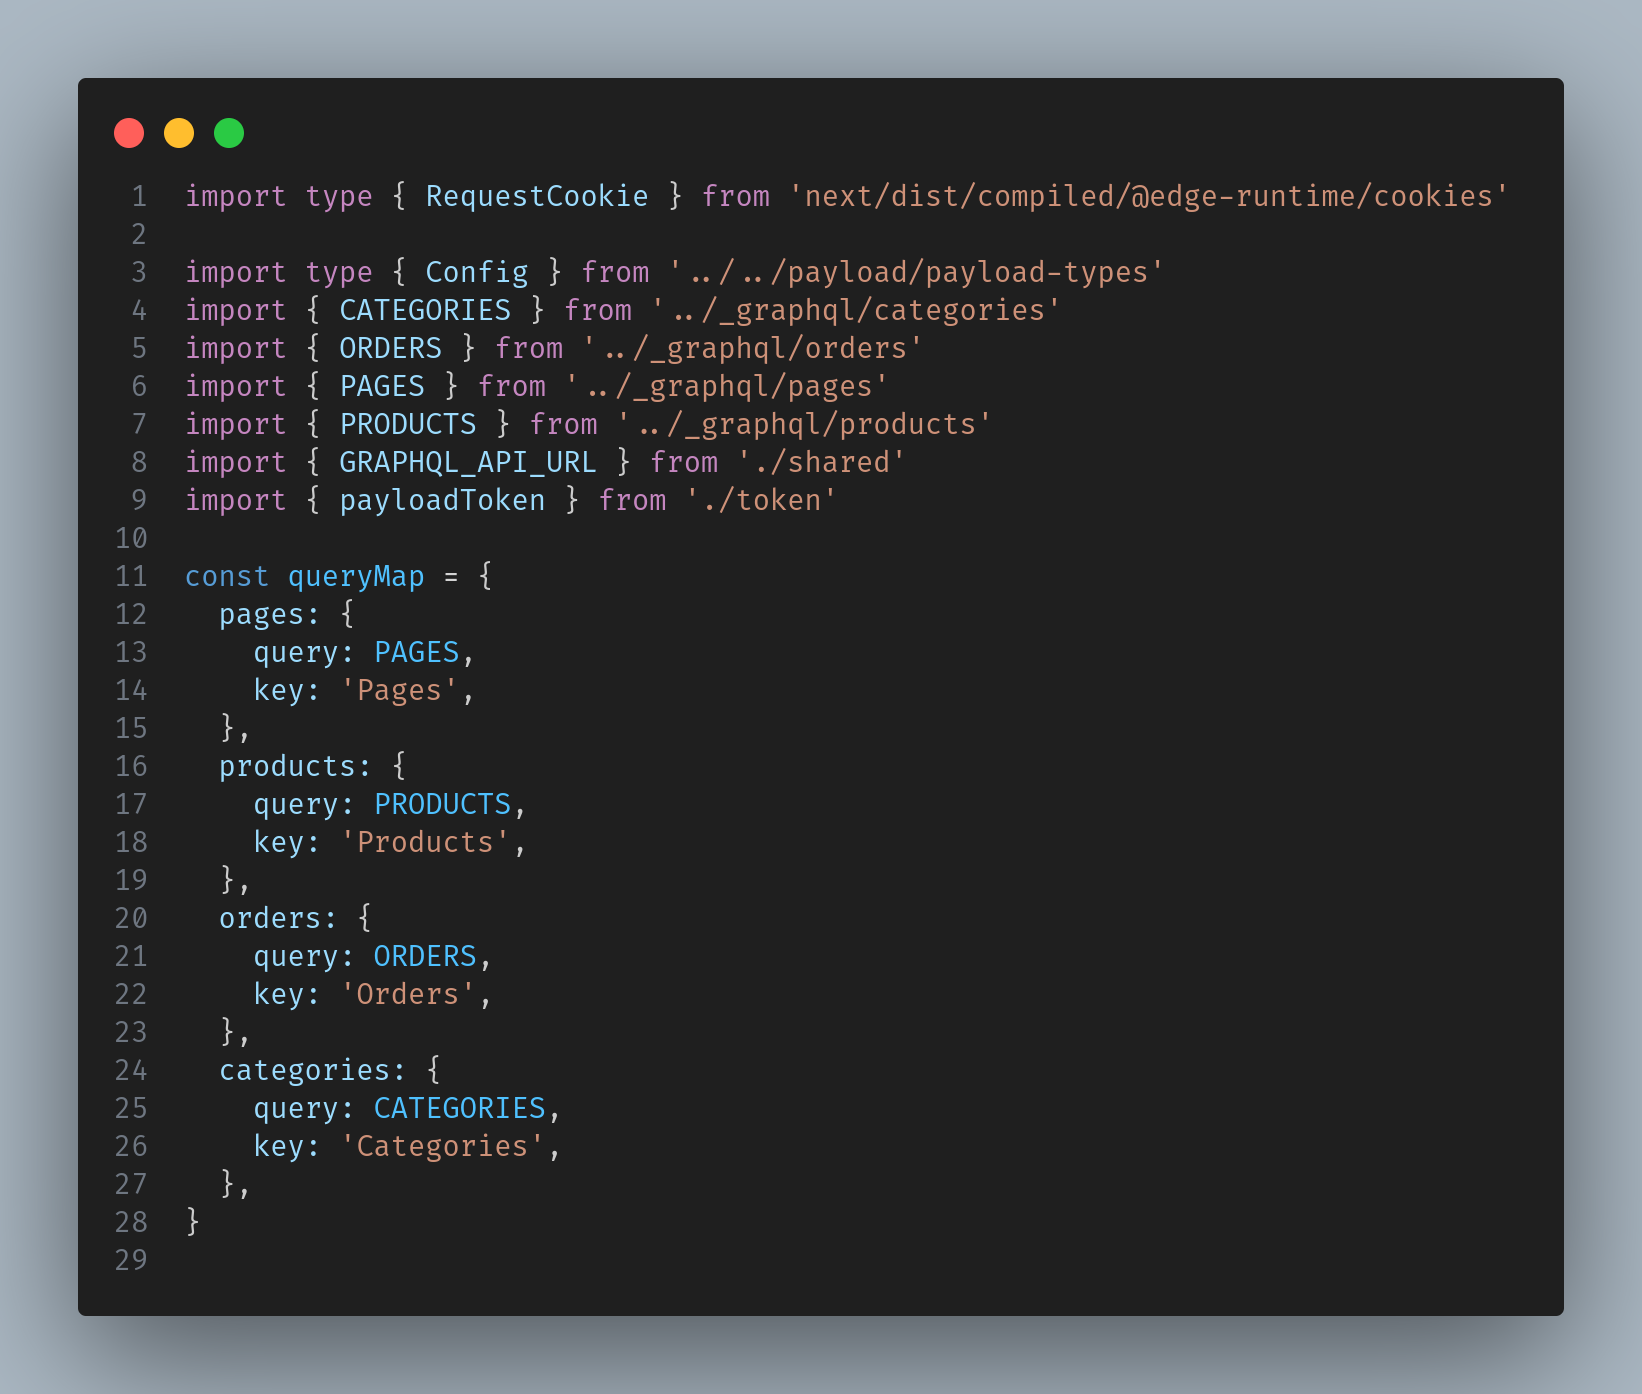 1 import type { RequestCookie } from 'next/dist/compiled/@edge-runtime/cookies'
2
3 import type { Config } from '../../payload/payload-types'
4 import { CATEGORIES } from '../_graphql/categories'
5 import { ORDERS } from '../_graphql/orders'
6 import { PAGES } from '../_graphql/pages'
7 import { PRODUCTS } from '../_graphql/products'
8 import { GRAPHQL_API_URL } from './shared'
9 import { payloadToken } from './token'
10
11 const queryMap = {
12   pages: {
13     query: PAGES,
14     key: 'Pages',
15   },
16   products: {
17     query: PRODUCTS,
18     key: 'Products',
19   },
20   orders: {
21     query: ORDERS,
22     key: 'Orders',
23   },
24   categories: {
25     query: CATEGORIES,
26     key: 'Categories',
27   },
28 }
29